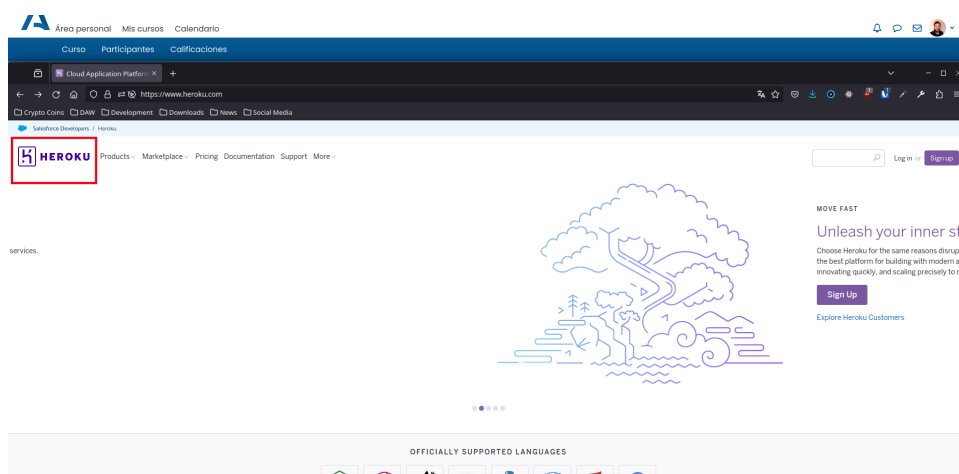 Área personal Mis cursos Calendario
Curso Participantes Calificaciones
Cloud Application Platform
https://www.heroku.com
Crypto Coins DAW Development Downloads News Social Media
Salesforce Developers / Heroku
HEROKU Products Marketplace Pricing Documentation Support More Log in or Sign up
MOVE FAST
Unleash your inner st
services.
Choose Heroku for the same reasons disrup
the best platform for building with modern a
innovating quickly, and scaling precisely to
Sign Up
Explore Heroku Customers
OFFICIALLY SUPPORTED LANGUAGES